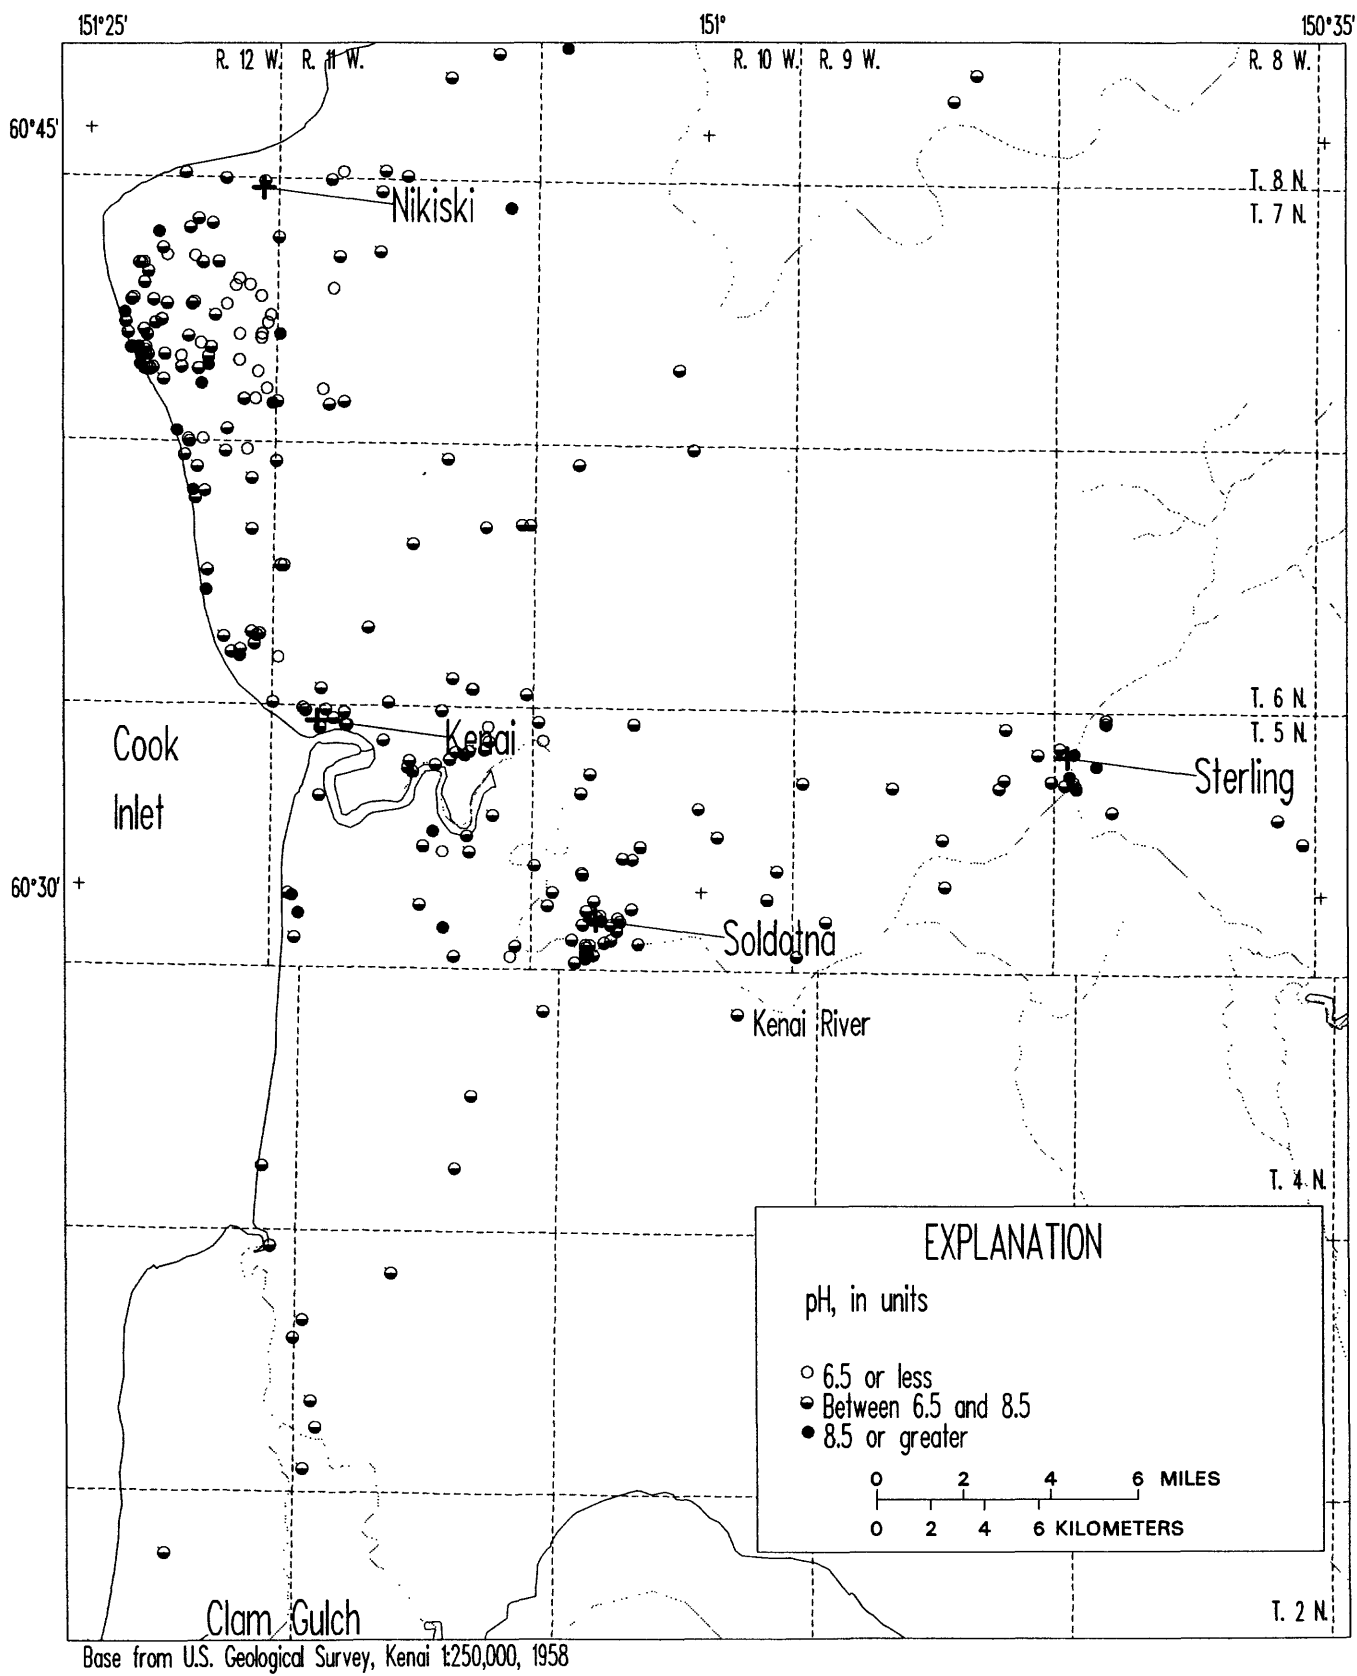 151°25' 151° 150°35'
R. 12 W. R. 11 W. R. 10 W. R. 9 W. R. 8 W.
60°45'
T. 8 N.
Nikiski
T. 7 N.
T. 6 N.
Cook
Kenai
T. 5 N.
Sterling
Inlet
60°30'
Soldotna
Kenai River
T. 4 N.
EXPLANATION
pH, in units
6.5 or less
Between 6.5 and 8.5
8.5 or greater
0 2 4 6 MILES
0 2 4 6 KILOMETERS
Clam Gulch
T. 2 N.
Base from U.S. Geological Survey, Kenai 1:250,000, 1958